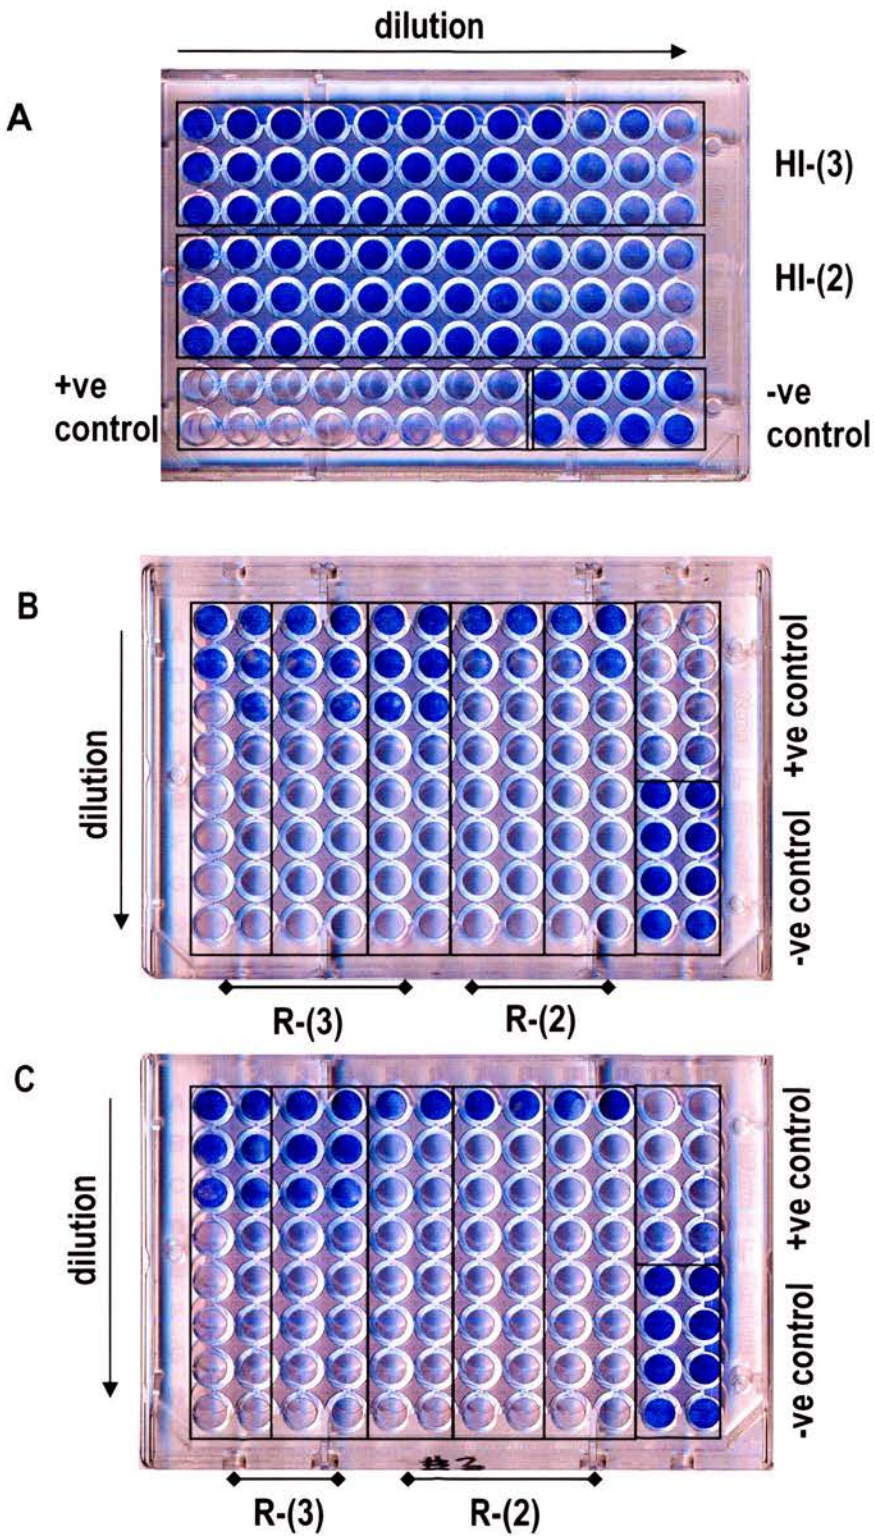 dilution
A
HI-(3)
HI-(2)
+ve
control
-ve
control
B
dilution
+ve control
-ve control
R-(3)
R-(2)
C
dilution
+ve control
-ve control
#3
R-(3)
R-(2)